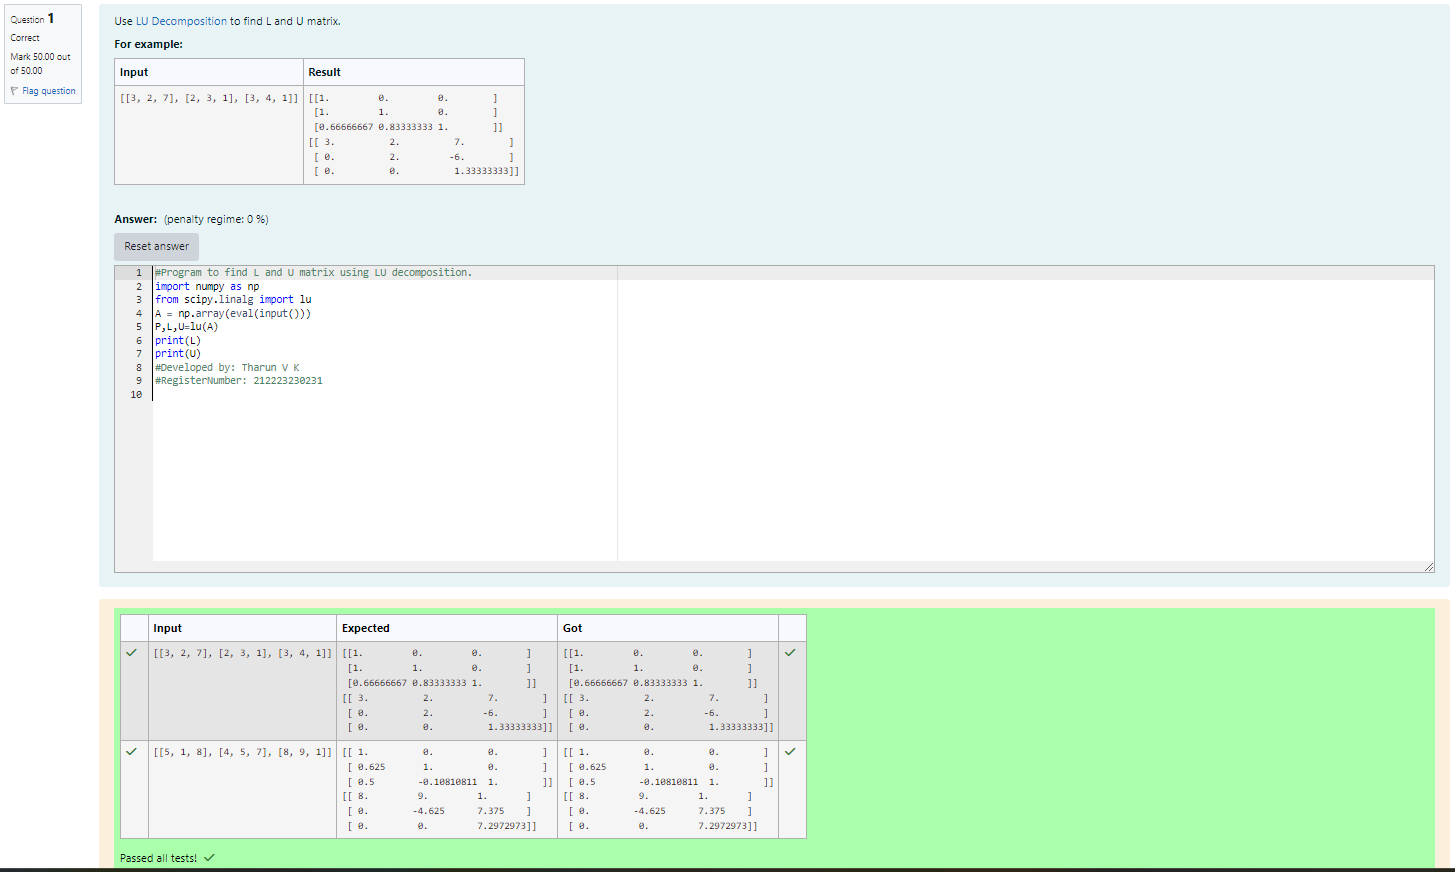 Question 1
Correct
Mark 50.00 out
of 50.00
Flag question
Use LU Decomposition to find L and U matrix.
For example:
Input Result
[[3, 2, 7], [2, 3, 1], [3, 4, 1]] [[1. 0. 0. ]
[1. 1. 0. ]
[0.66666667 0.83333333 1. ]]
[[ 3. 2. 7. ]
[ 0. 2. -6. ]
[ 0. 0. 1.33333333]]
Answer: (penalty regime: 0 %)
Reset answer
1 #Program to find L and U matrix using LU decomposition.
2 import numpy as np
3 from scipy.linalg import lu
4 A = np.array(eval(input()))
5 P,L,U=lu(A)
6 print(L)
7 print(U)
8 #Developed by: Tharun V K
9 #RegisterNumber: 212223230231
10
Input Expected Got
[[3, 2, 7], [2, 3, 1], [3, 4, 1]] [[1. 0. 0. ] [[1. 0. 0. ]
[1. 1. 0. ] [1. 1. 0. ]
[0.66666667 0.83333333 1. ]] [0.66666667 0.83333333 1. ]]
[[ 3. 2. 7. ] [[ 3. 2. 7. ]
[ 0. 2. -6. ] [ 0. 2. -6. ]
[ 0. 0. 1.33333333]] [ 0. 0. 1.33333333]]
[[5, 1, 8], [4, 5, 7], [8, 9, 1]] [[ 1. 0. 0. ] [[ 1. 0. 0. ]
[ 0.625 1. 0. ] [ 0.625 1. 0. ]
[ 0.5 -0.10810811 1. ]] [ 0.5 -0.10810811 1. ]]
[[ 8. 9. 1. ] [[ 8. 9. 1. ]
[ 0. -4.625 7.375 ] [ 0. -4.625 7.375 ]
[ 0. 0. 7.2972973]] [ 0. 0. 7.2972973]]
Passed all tests!